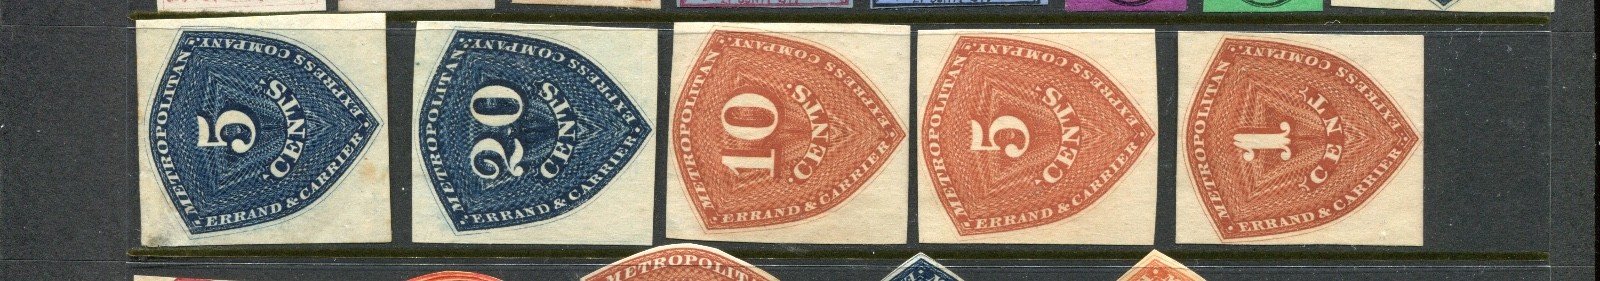 METROPOLITAN
ERRAND & CARRIER
EXPRESS COMPANY
5
CENTS
METROPOLITAN
ERRAND & CARRIER
EXPRESS COMPANY
20
CENTS
METROPOLITAN
ERRAND & CARRIER
EXPRESS COMPANY
10
CENTS
METROPOLITAN
ERRAND & CARRIER
EXPRESS COMPANY
5
CENTS
METROPOLITAN
ERRAND & CARRIER
EXPRESS COMPANY
1
CENT
METROPOLIT